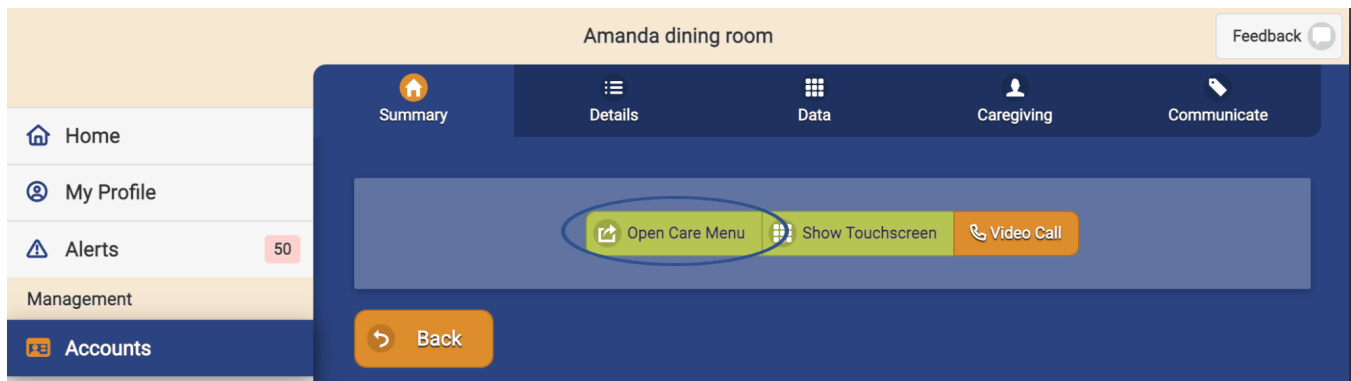 Amanda dining room
Feedback
Summary
Details
Data
Caregiving
Communicate
Home
My Profile
Alerts
50
Management
Accounts
Open Care Menu
Show Touchscreen
Video Call
Back